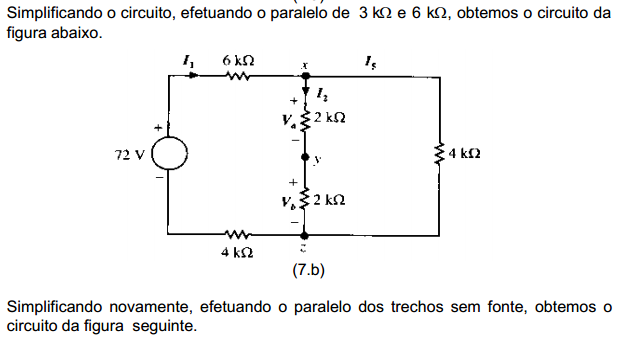 Simplificando o circuito, efetuando o paralelo de 3 kΩ e 6 kΩ, obtemos o circuito da
figura abaixo.
I₁ 6 kΩ x I₅
I₂
+
Vₐ 2 kΩ
−
+
72 V y 4 kΩ
−
+
V_b 2 kΩ
−
4 kΩ z
(7.b)
Simplificando novamente, efetuando o paralelo dos trechos sem fonte, obtemos o
circuito da figura seguinte.